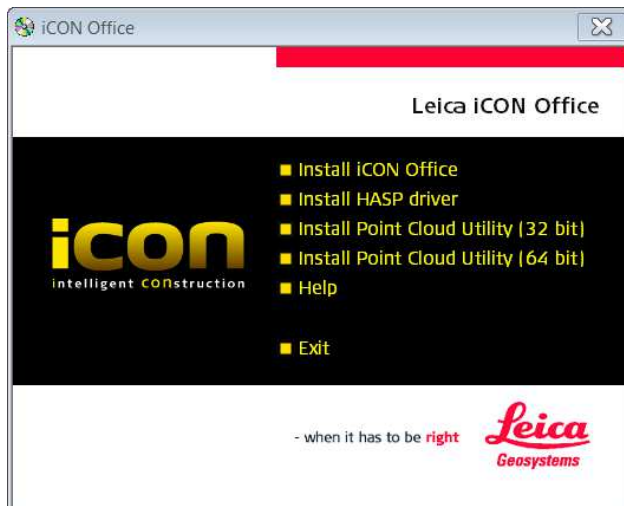 iCON Office
Leica iCON Office
Install iCON Office
Install HASP driver
Install Point Cloud Utility (32 bit)
Install Point Cloud Utility (64 bit)
Help
Exit
icon
intelligent construction
- when it has to be right
Leica
Geosystems